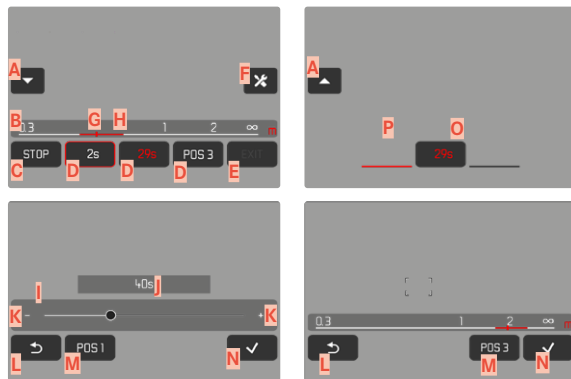 A
A
F
B
G
H
O
P
0.3 1 2 ∞ m
STOP 2s 29s POS 3 EXIT
29s
C
D
D
D
E
40s
J
I
K
- +
K
0.3 1 2 ∞ m
POS 1
L
M
N
POS 3
L
M
N